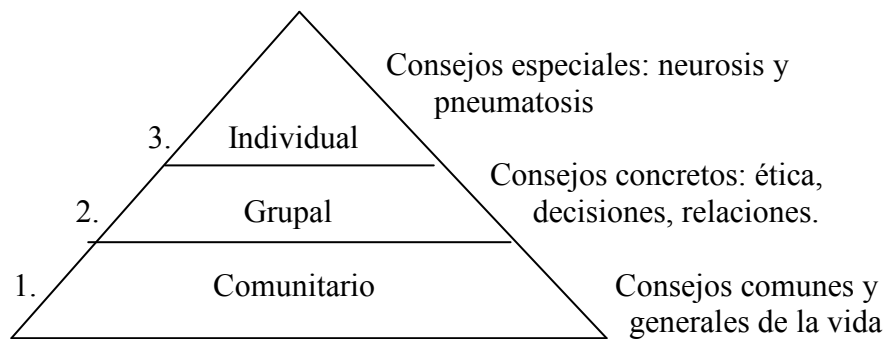 Consejos especiales: neurosis y
pneumatosis
3. Individual
Consejos concretos: ética,
decisiones, relaciones.
2. Grupal
1. Comunitario
Consejos comunes y
generales de la vida